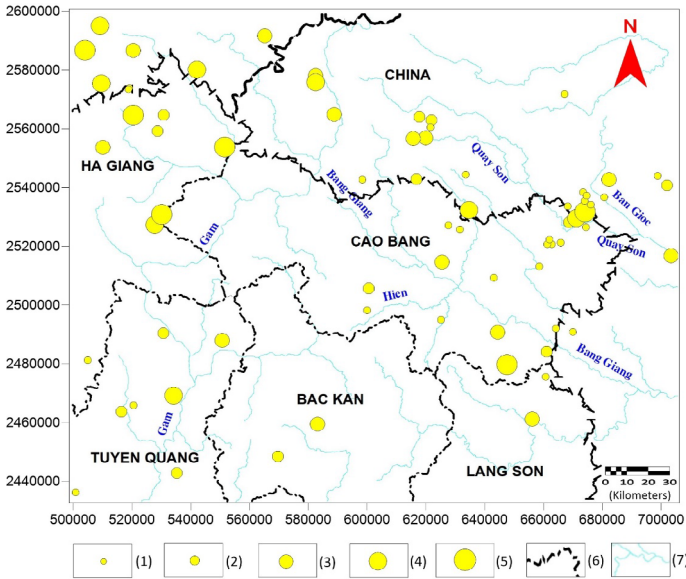 2600000
2580000
2560000
2540000
2520000
2500000
2480000
2460000
2440000
N
CHINA
HA GIANG
Quay Son
Bang Giang
Ban Gioc
Gam
CAO BANG
Quay Son
Hien
Bang Giang
BAC KAN
Gam
TUYEN QUANG
LANG SON
0 10 20 30
(Kilometers)
500000 520000 540000 560000 580000 600000 620000 640000 660000 680000 700000
(1) (2) (3) (4) (5) (6) (7)